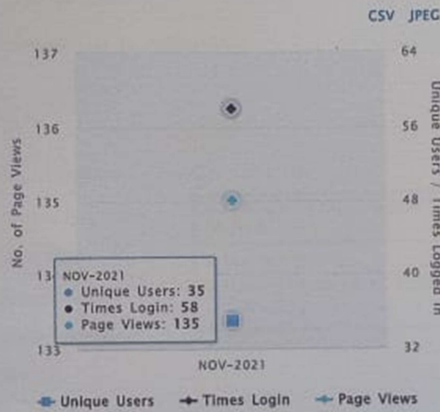 CSV JPEG
137
136
135
13
133
No. of Page Views
64
56
48
40
32
Unique Users / Times Logged In
NOV-2021
Unique Users: 35
Times Login: 58
Page Views: 135
NOV-2021
Unique Users Times Login Page Views